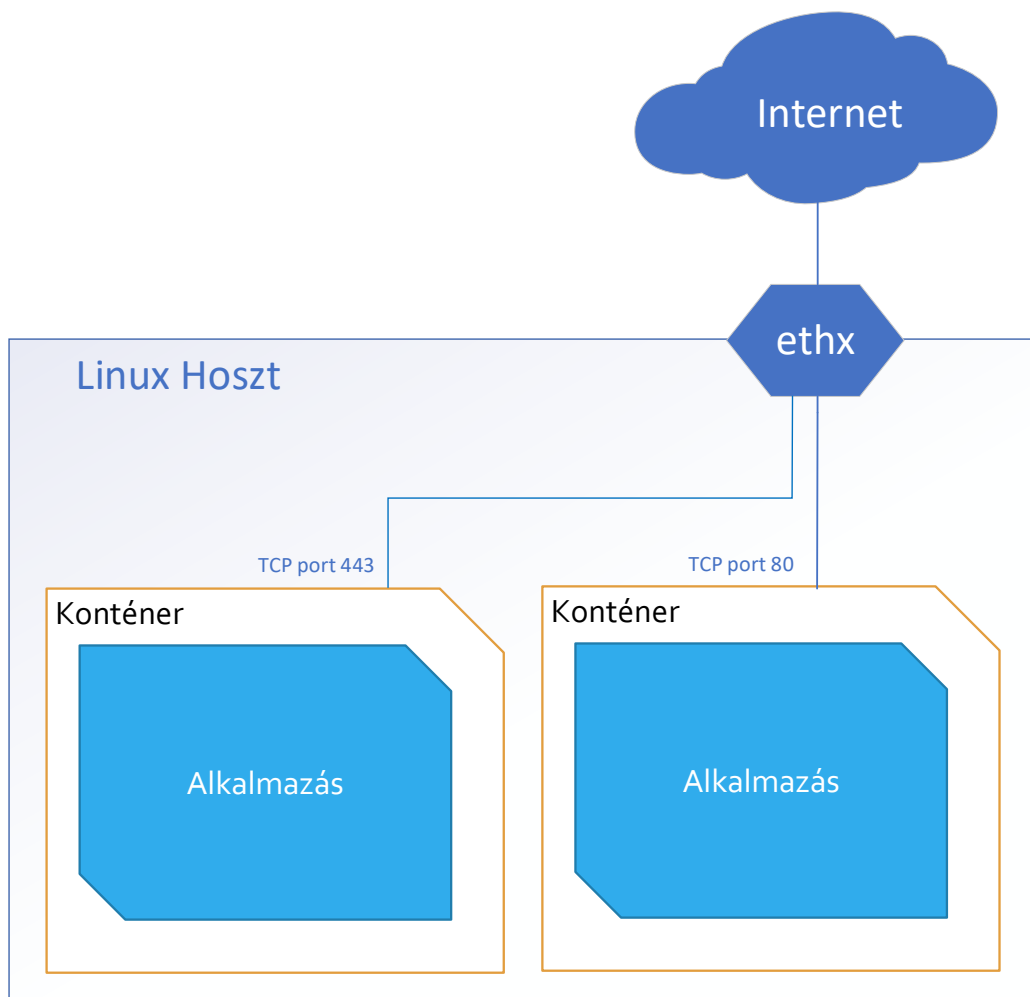 Internet
ethx
Linux Hoszt
TCP port 443
TCP port 80
Konténer
Konténer
Alkalmazás
Alkalmazás